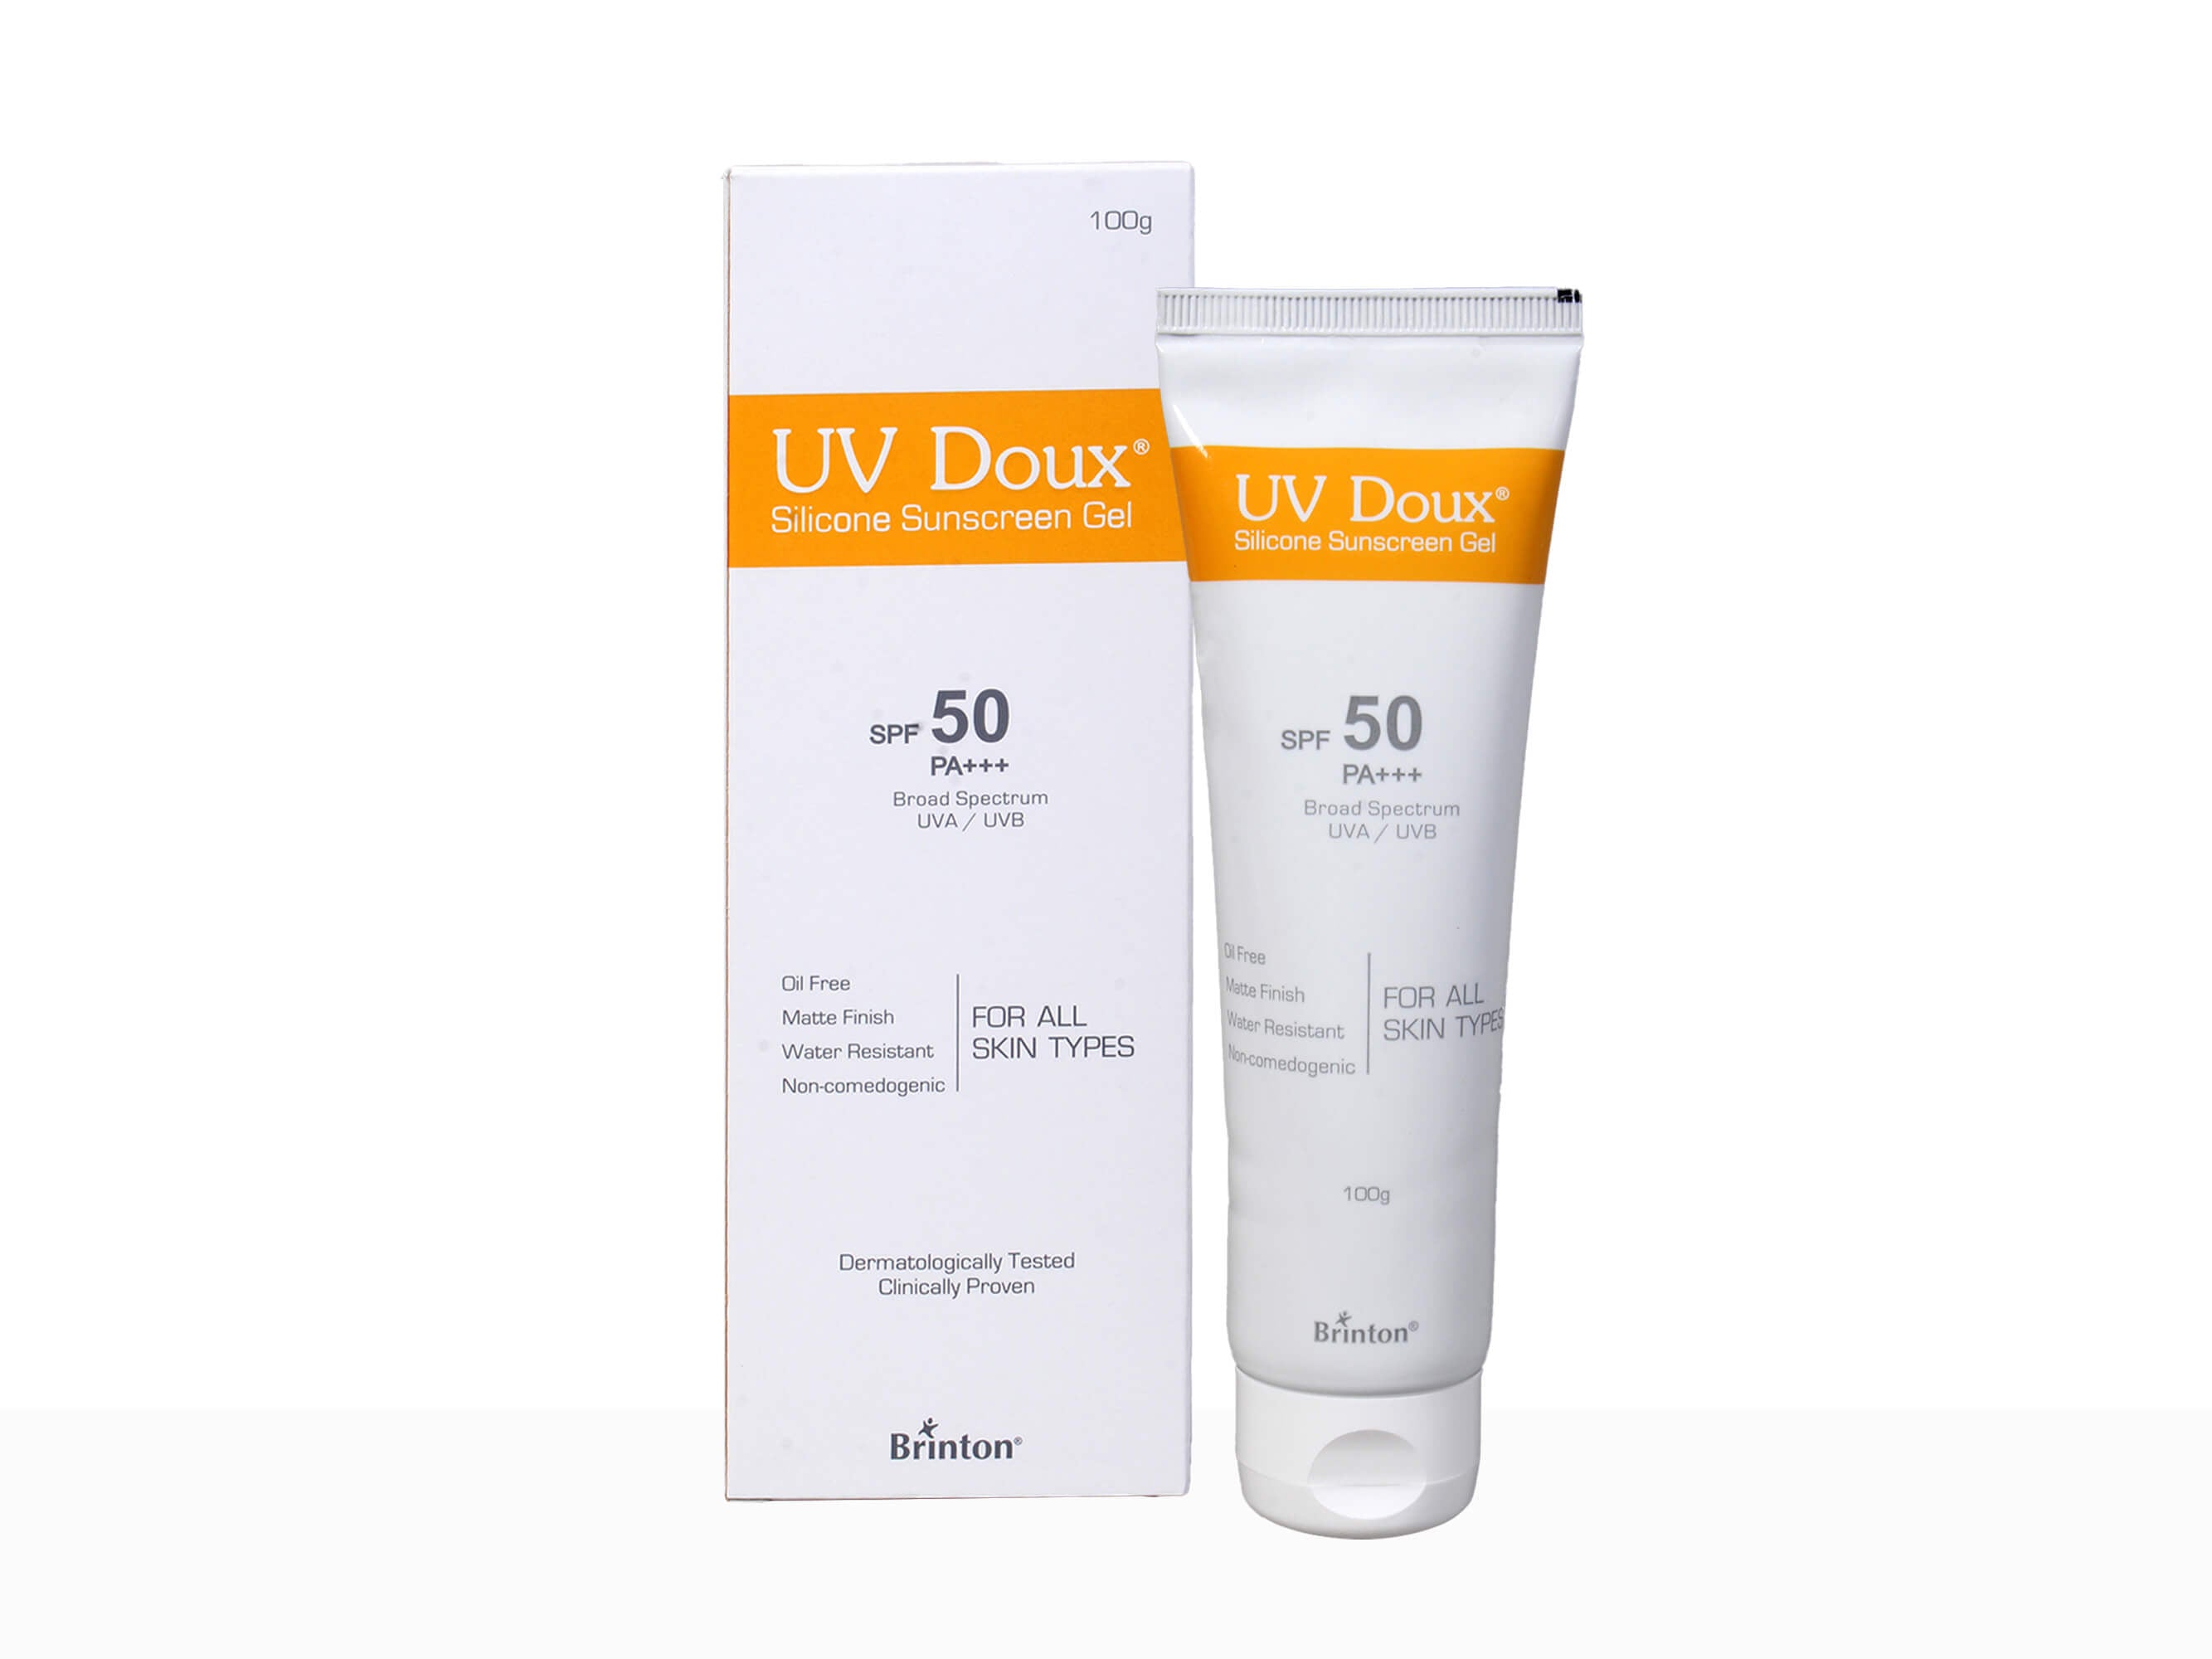 100g
UV Doux®
Silicone Sunscreen Gel
SPF 50
PA+++
Broad Spectrum
UVA / UVB
Oil Free
Matte Finish
Water Resistant
Non-comedogenic
FOR ALL
SKIN TYPES
Dermatologically Tested
Clinically Proven
Brinton®
UV Doux®
Silicone Sunscreen Gel
SPF 50
PA+++
Broad Spectrum
UVA / UVB
Oil Free
Matte Finish
Water Resistant
Non-comedogenic
FOR ALL
SKIN TYPES
100g
Brinton®